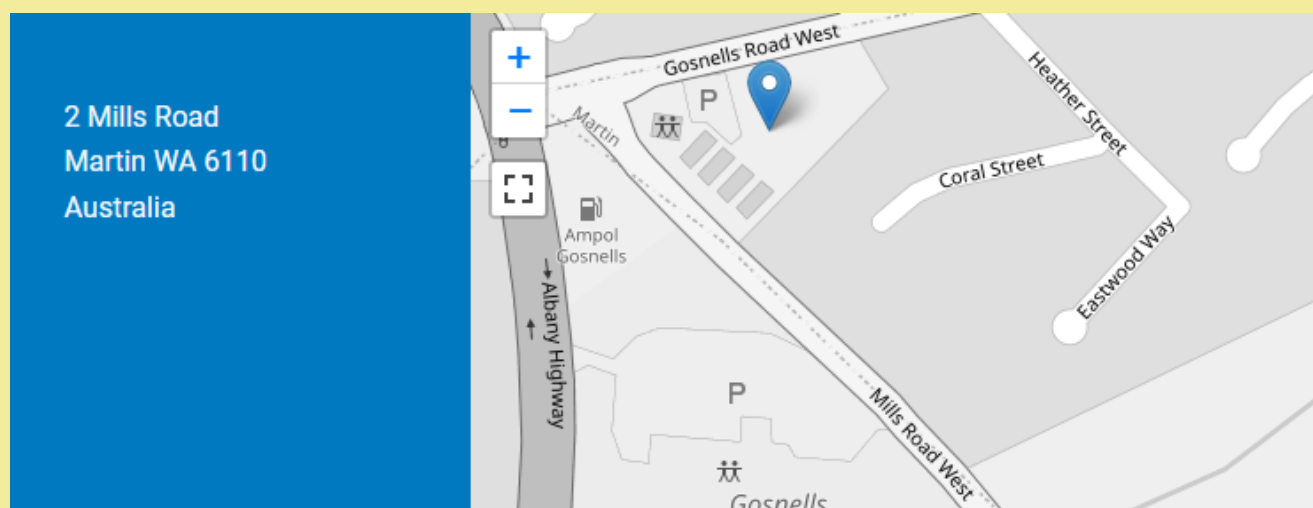 2 Mills Road
Martin WA 6110
Australia
+
−
Gosnells Road West
P
Martin
Heather Street
Coral Street
Eastwood Way
Ampol
Gosnells
Albany Highway
P
Mills Road West
Gosnells